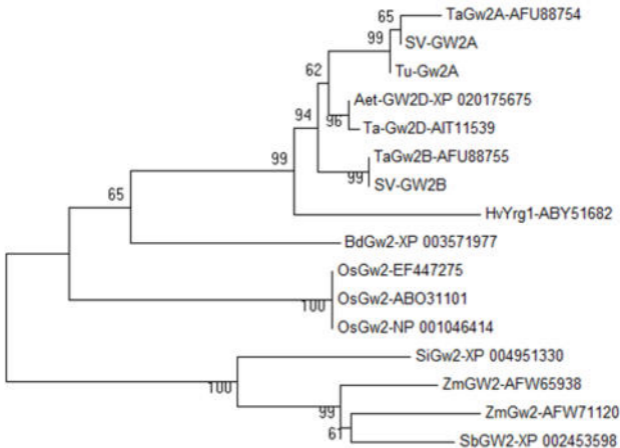 65 TaGw2A-AFU88754
99 SV-GW2A
Tu-Gw2A
62
Aet-GW2D-XP 020175675
96
Ta-Gw2D-AIT11539
94
TaGw2B-AFU88755
99
SV-GW2B
99
HvYrg1-ABY51682
65
BdGw2-XP 003571977
OsGw2-EF447275
OsGw2-ABO31101
100
OsGw2-NP 001046414
SiGw2-XP 004951330
100
ZmGW2-AFW65938
99
ZmGw2-AFW71120
61
SbGW2-XP 002453598